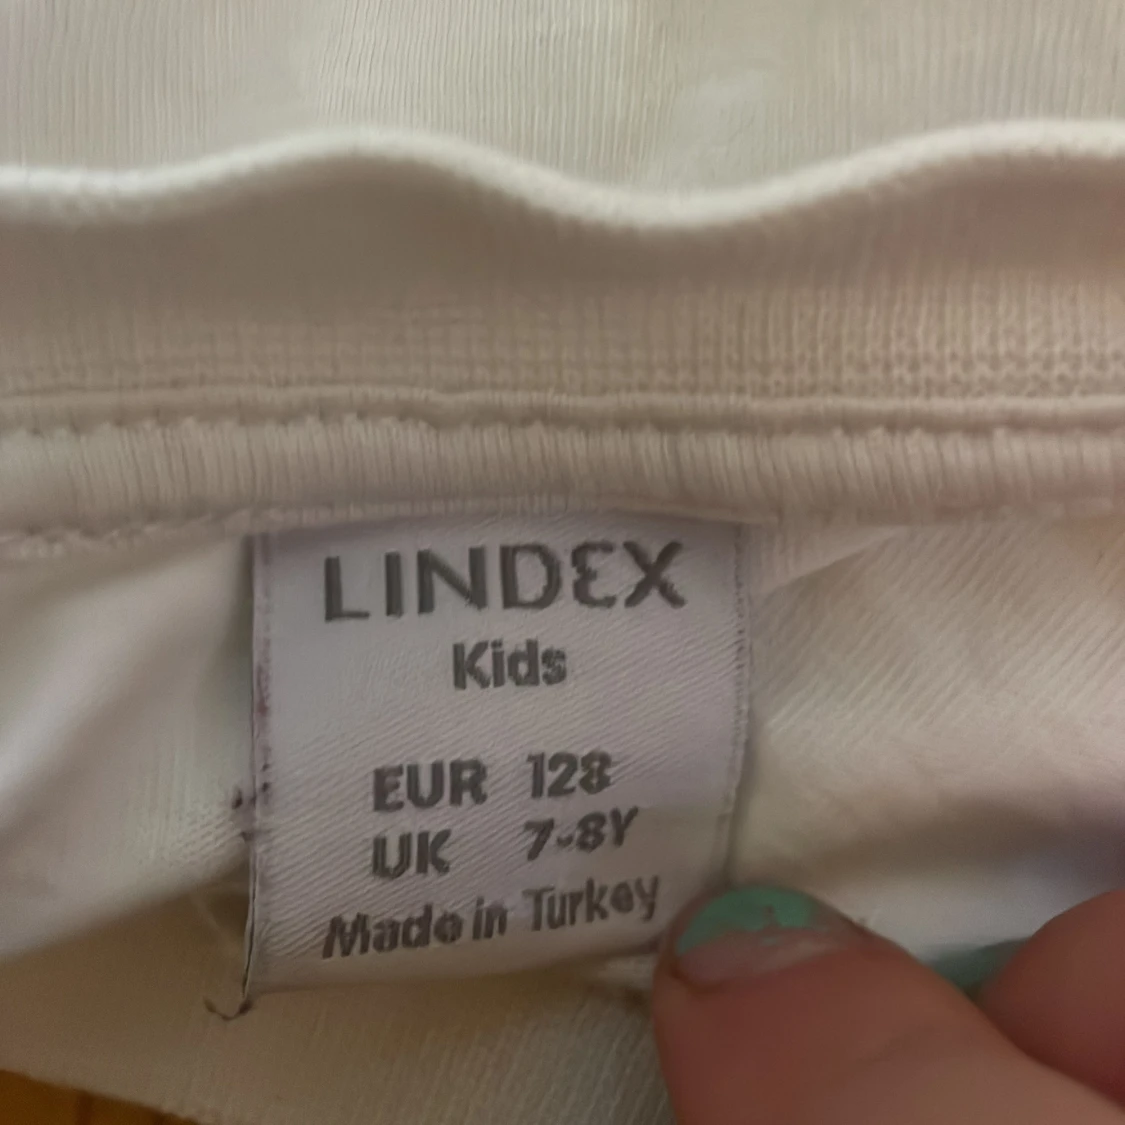 LINDEX
Kids
EUR 128
UK 7-8Y
Made in Turkey